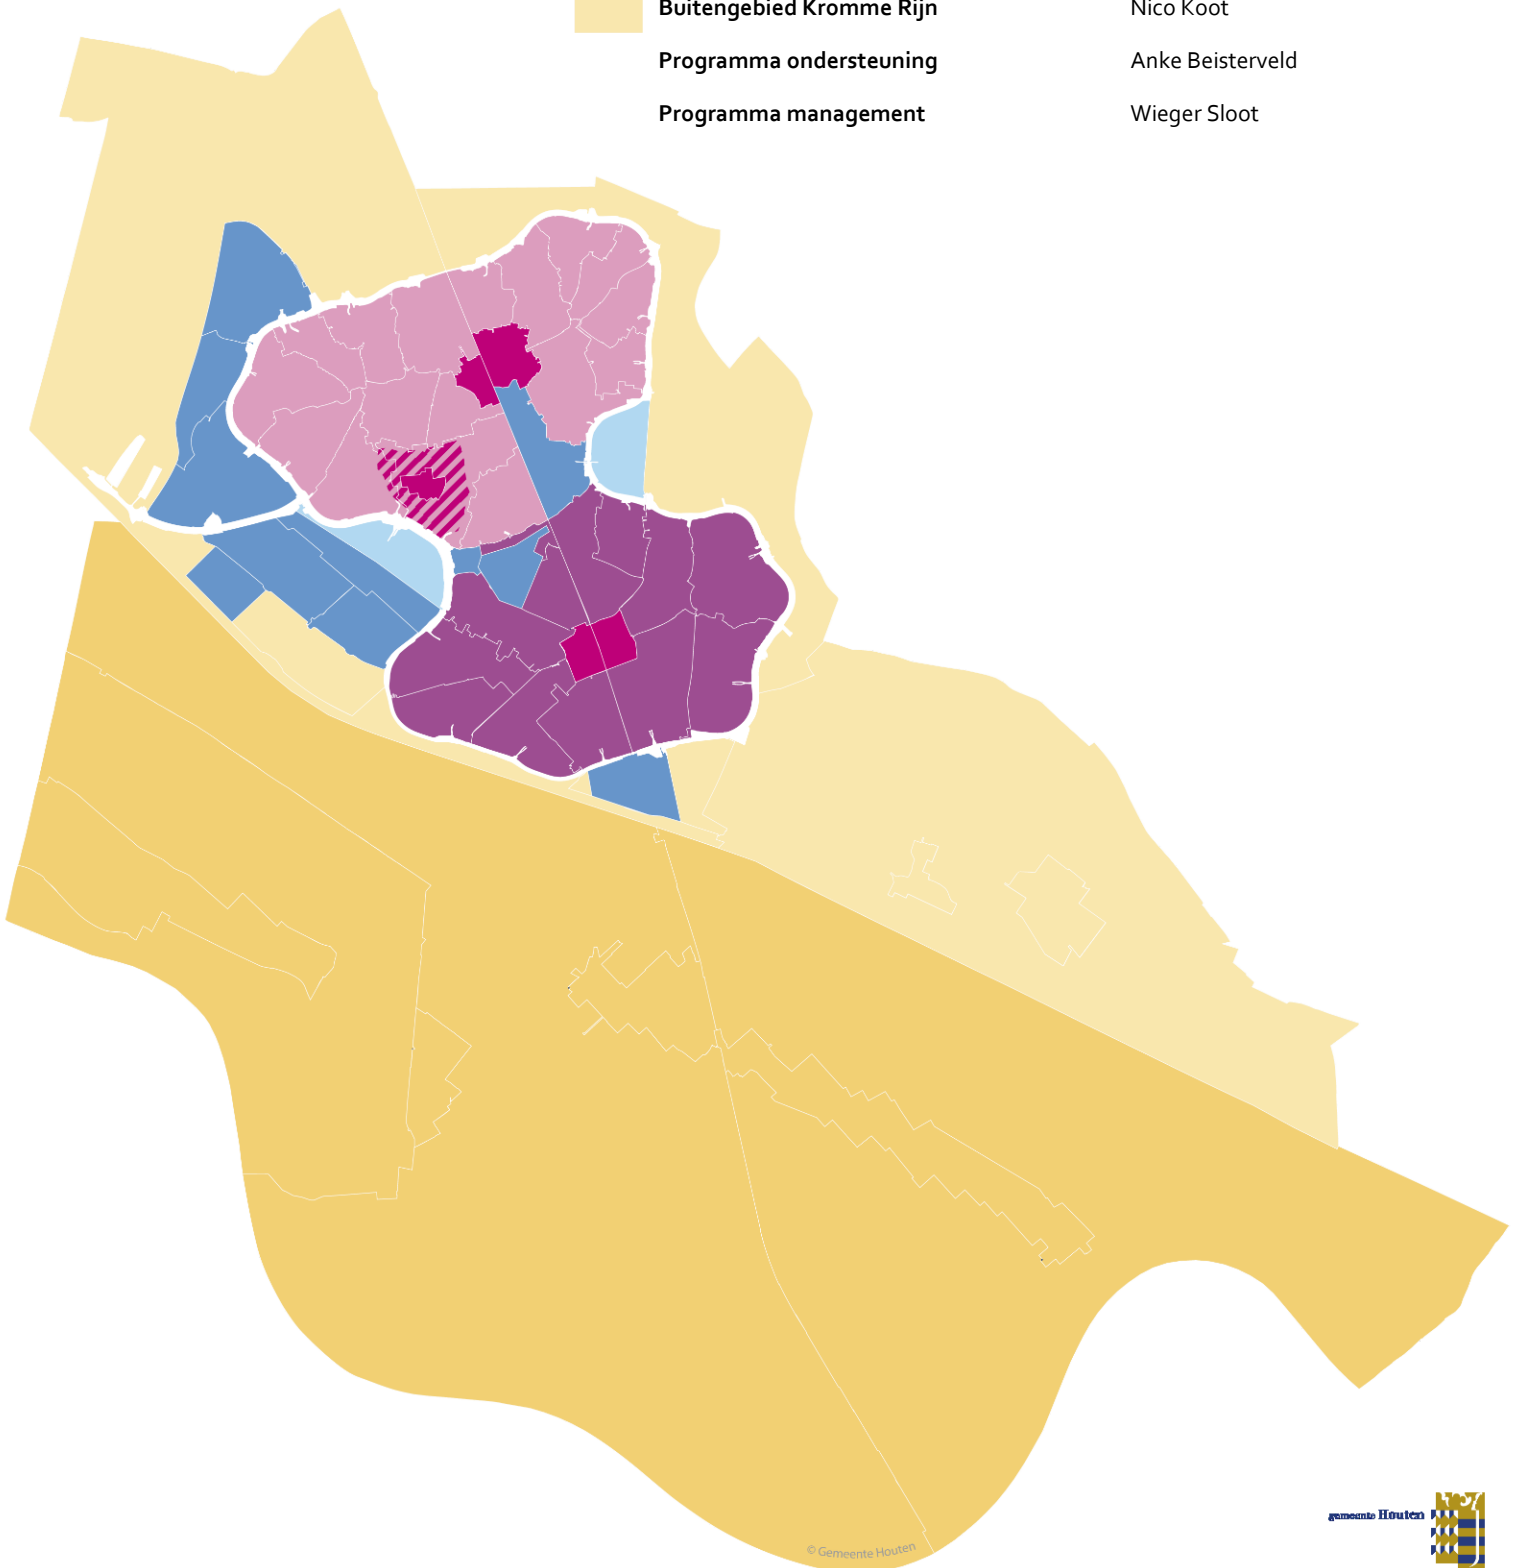 Buitengebied Kromme Rijn Nico Koot
Programma ondersteuning Anke Beisterveld
Programma management Wieger Sloot
gemeente Houten
© Gemeente Houten